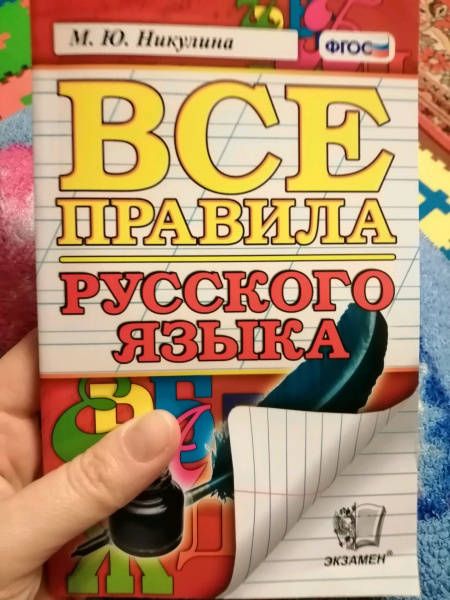 М. Ю. Никулина
ФГОС
ВСЕ
ПРАВИЛА
РУССКОГО
ЯЗЫКА
ЭКЗАМЕН®